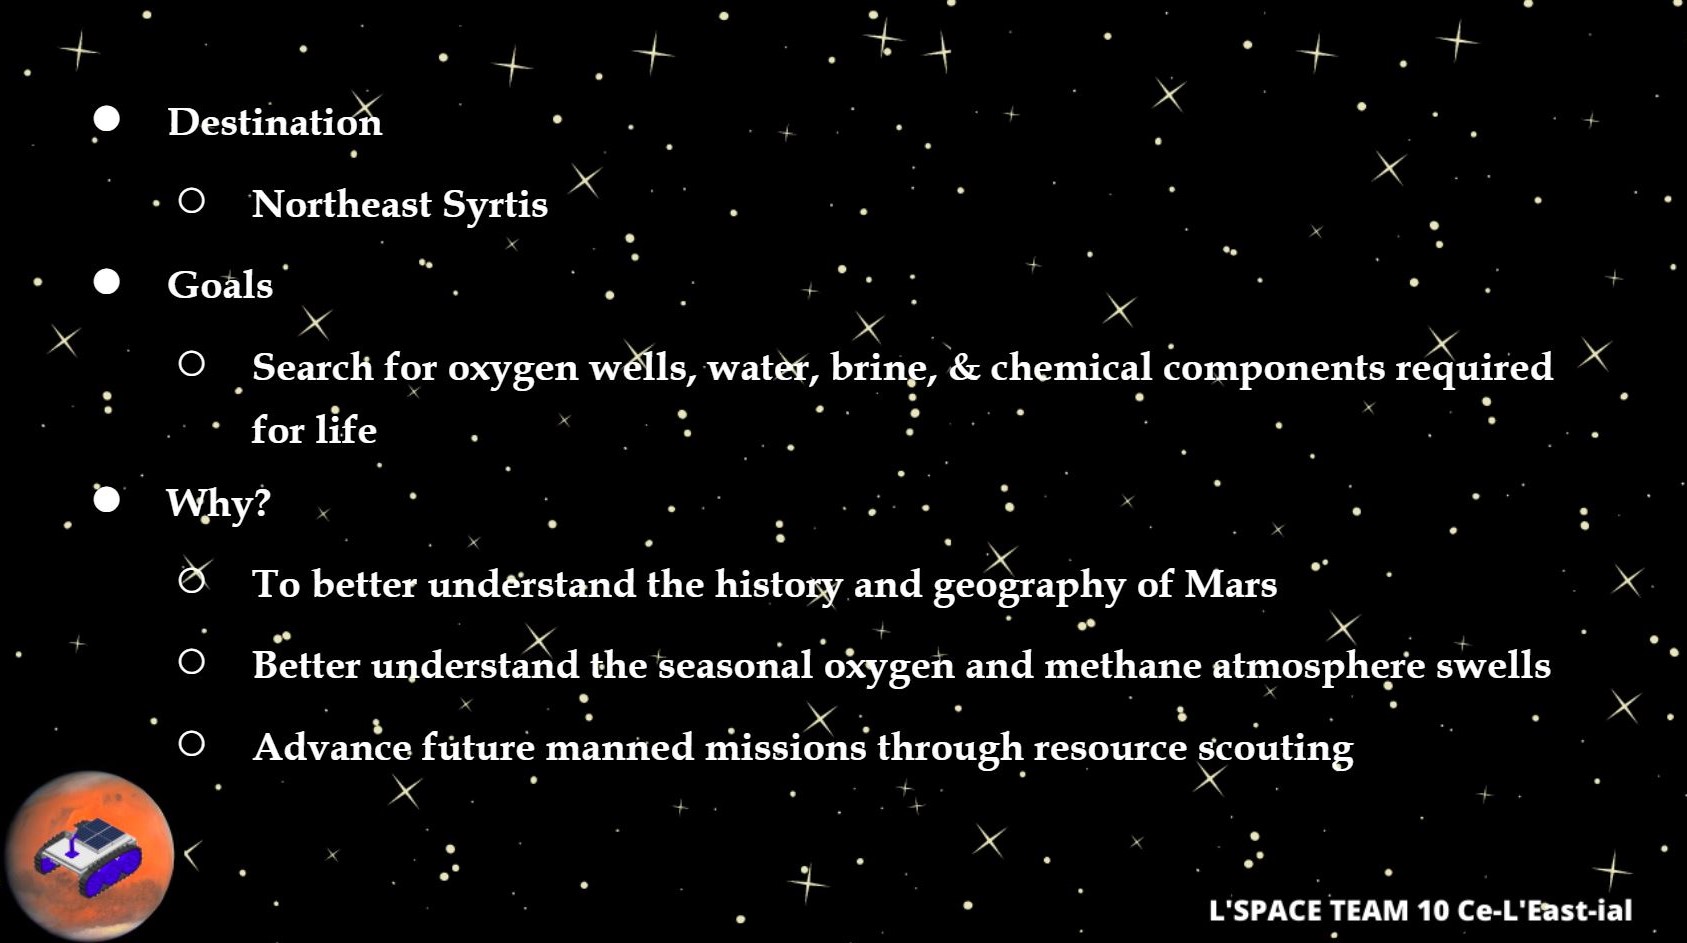 ● Destination
○ Northeast Syrtis
● Goals
○ Search for oxygen wells, water, brine, & chemical components required
for life
● Why?
○ To better understand the history and geography of Mars
○ Better understand the seasonal oxygen and methane atmosphere swells
○ Advance future manned missions through resource scouting
L'SPACE TEAM 10 Ce-L'East-ial